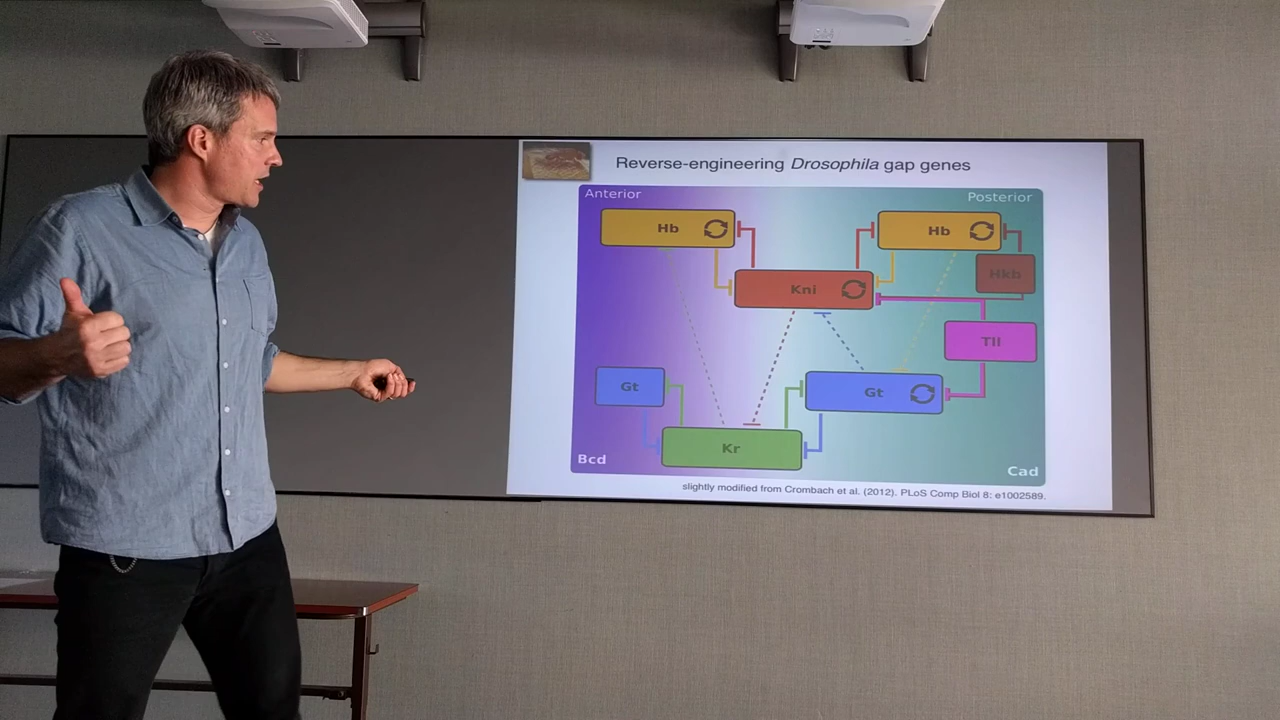 Reverse-engineering Drosophila gap genes
Anterior
Posterior
Hb
Hb
Hkb
Kni
Tll
Gt
Gt
Kr
Bcd
Cad
slightly modified from Crombach et al. (2012). PLoS Comp Biol 8: e1002589.